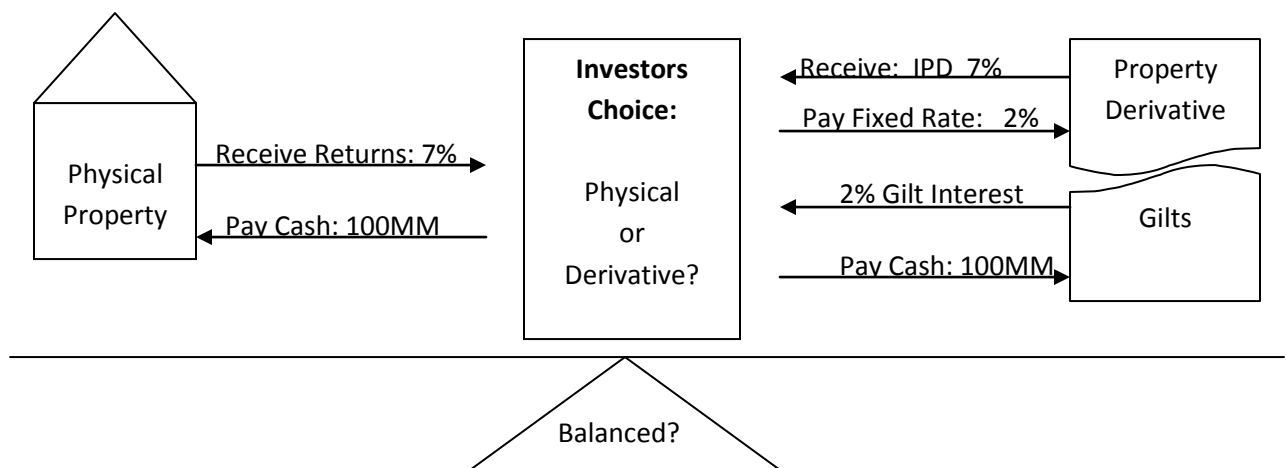 Physical
Property
Receive Returns: 7%
Pay Cash: 100MM
Investors
Choice:
Physical
or
Derivative?
Receive: IPD 7%
Pay Fixed Rate: 2%
2% Gilt Interest
Pay Cash: 100MM
Property
Derivative
Gilts
Balanced?